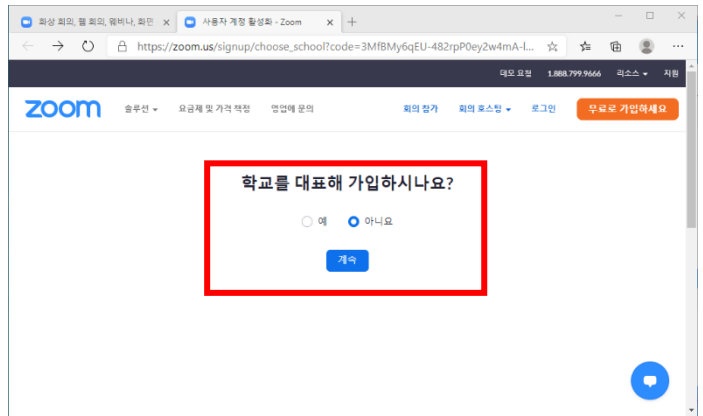 화상 회의, 웹 회의, 웨비나, 화면
사용자 계정 활성화 - Zoom
https://zoom.us/signup/choose_school?code=3MfBMy6qEU-482rpP0ey2w4mA-l...
데모 요청 1.888.799.9666 리소스 지원
zoom 솔루션 요금제 및 가격 책정 영업에 문의 회의 참가 회의 호스팅 로그인 무료로 가입하세요
학교를 대표해 가입하시나요?
예 아니요
계속